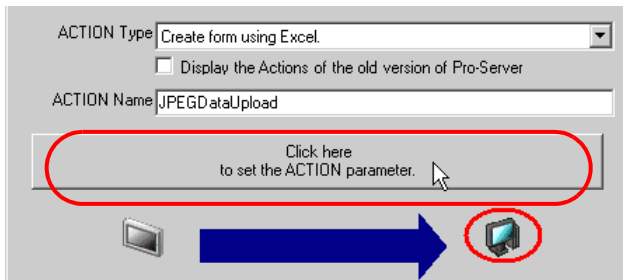 ACTION Type Create form using Excel.
Display the Actions of the old version of Pro-Server
ACTION Name JPEGDataUpload
Click here
to set the ACTION parameter.